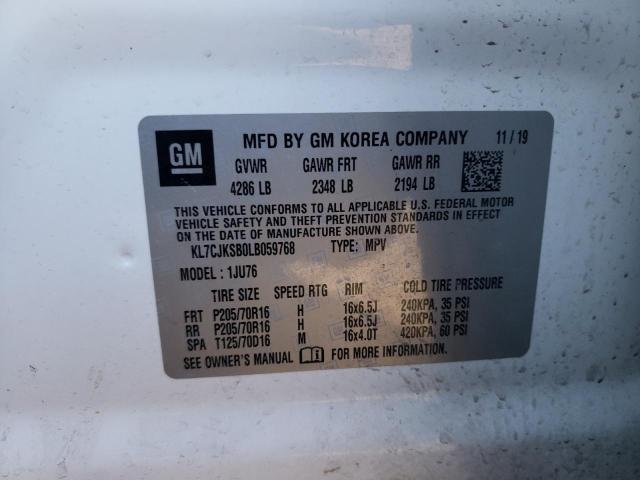 GM
MFD BY GM KOREA COMPANY 11/19
GVWR GAWR FRT GAWR RR
4286 LB 2348 LB 2194 LB
THIS VEHICLE CONFORMS TO ALL APPLICABLE U.S. FEDERAL MOTOR
VEHICLE SAFETY AND THEFT PREVENTION STANDARDS IN EFFECT
ON THE DATE OF MANUFACTURE SHOWN ABOVE.
KL7CJKSB0LB059768 TYPE: MPV
MODEL: 1JU76
TIRE SIZE SPEED RTG RIM COLD TIRE PRESSURE
FRT P205/70R16 H 16x6.5J 240KPA, 35 PSI
RR P205/70R16 H 16x6.5J 240KPA, 35 PSI
SPA T125/70D16 M 16x4.0T 420KPA, 60 PSI
SEE OWNER'S MANUAL FOR MORE INFORMATION.